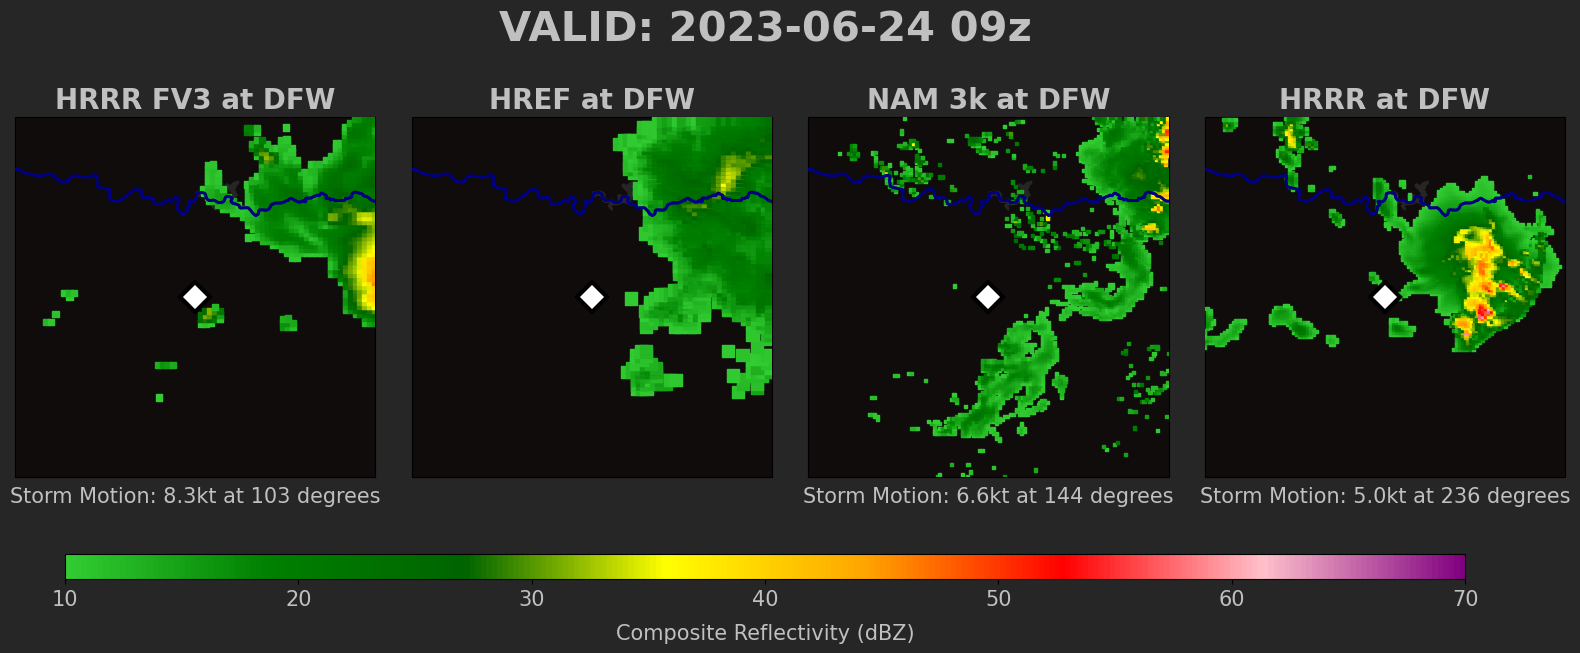 VALID: 2023-06-24 09z
HRRR FV3 at DFW
HREF at DFW
NAM 3k at DFW
HRRR at DFW
Storm Motion: 8.3kt at 103 degrees
Storm Motion: 6.6kt at 144 degrees
Storm Motion: 5.0kt at 236 degrees
10 20 30 40 50 60 70
Composite Reflectivity (dBZ)